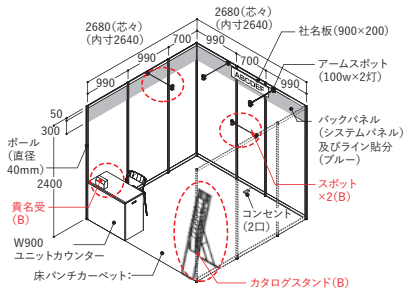 2680(芯々)
(内寸2640)
2680(芯々)
(内寸2640)
700
990
990
990
700
990
社名板(900×200)
アームスポット
(100w×2灯)
ABCDEF
バックパネル
(システムパネル)
及びライン貼分
(ブルー)
50
300
ポール
(直径
40mm)
2400
貴名受
(B)
W900
ユニットカウンター
床パンチカーペット:
スポット
×2(B)
コンセント
(2口)
カタログスタンド(B)